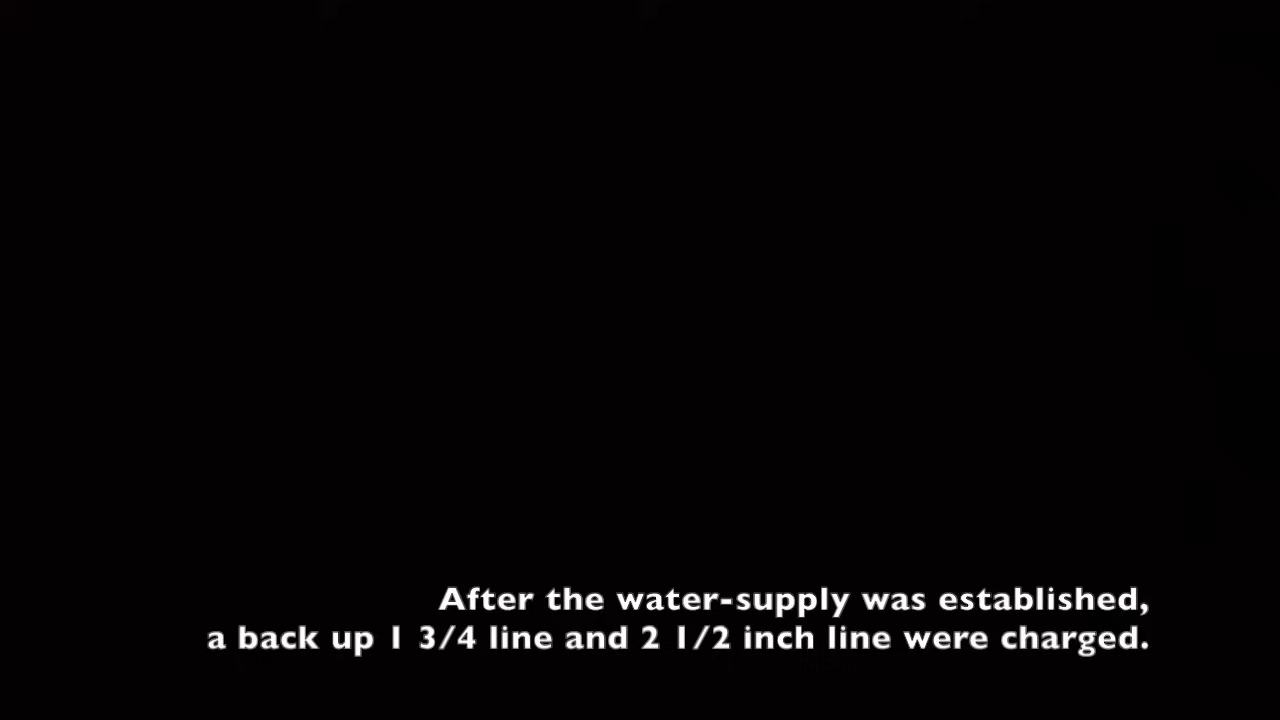 After the water-supply was established,
a back up 1 3/4 line and 2 1/2 inch line were charged.